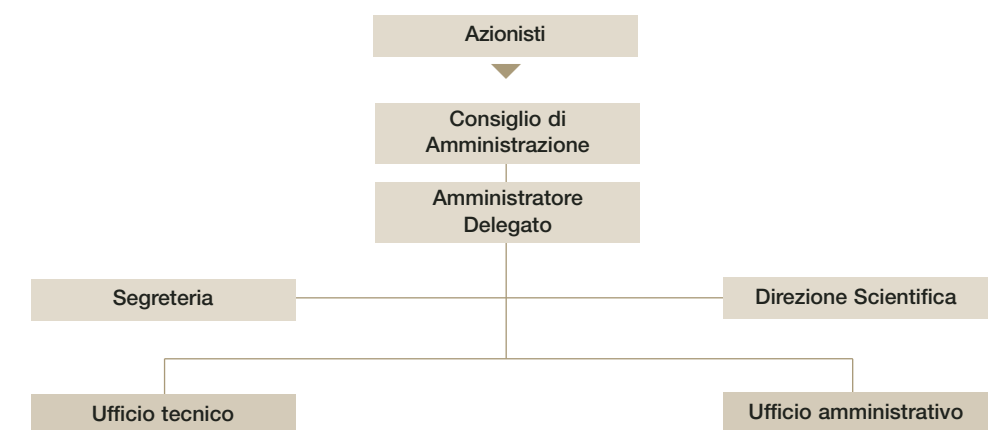 Azionisti
Consiglio di
Amministrazione
Amministratore
Delegato
Segreteria
Direzione Scientifica
Ufficio tecnico
Ufficio amministrativo